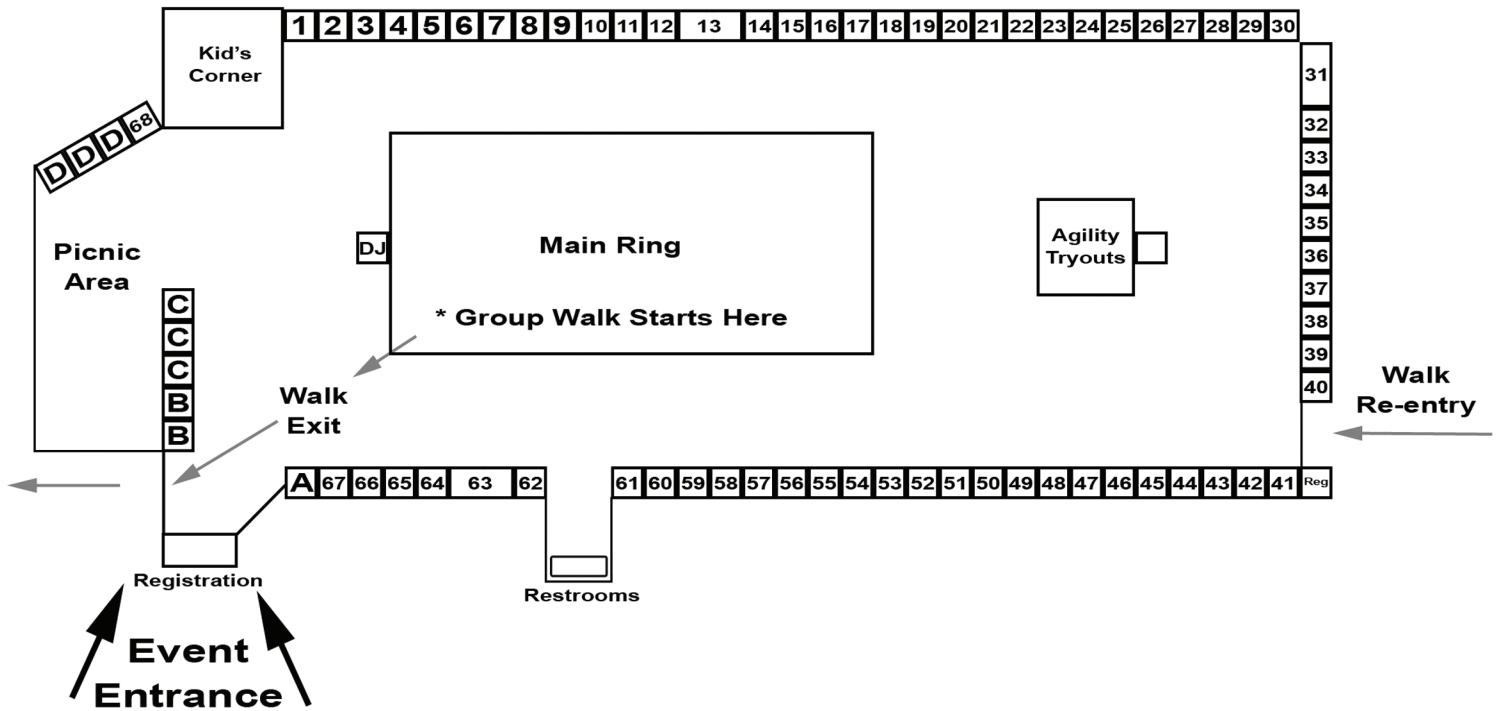 1 2 3 4 5 6 7 8 9 10 11 12 13 14 15 16 17 18 19 20 21 22 23 24 25 26 27 28 29 30
Kid's
Corner
31
32
33
34
35
36
37
38
39
40
D D D 68
Picnic
Area
DJ
Main Ring
* Group Walk Starts Here
Agility
Tryouts
C
C
C
B
B
Walk
Exit
Walk
Re-entry
A 67 66 65 64 63 62 61 60 59 58 57 56 55 54 53 52 51 50 49 48 47 46 45 44 43 42 41 Reg
Registration
Restrooms
Event
Entrance